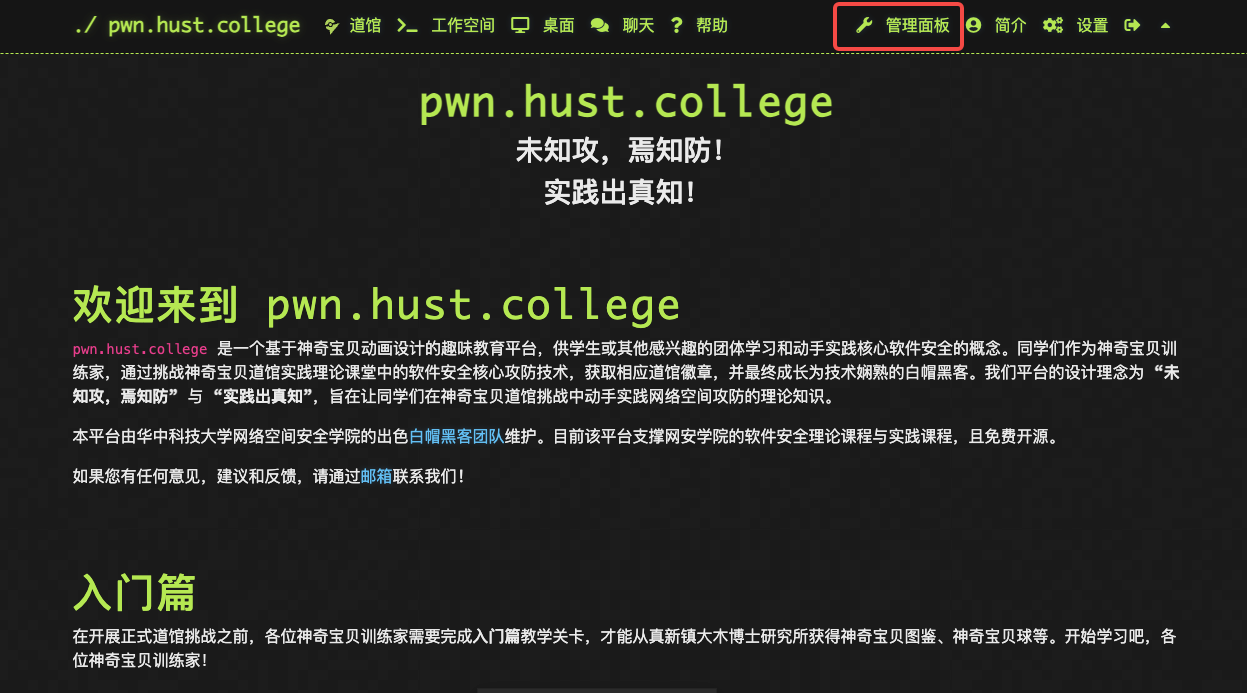 ./ pwn.hust.college 道馆 工作空间 桌面 聊天 帮助 管理面板 简介 设置
pwn.hust.college
未知攻，焉知防！
实践出真知！
欢迎来到 pwn.hust.college
pwn.hust.college 是一个基于神奇宝贝动画设计的趣味教育平台，供学生或其他感兴趣的团体学习和动手实践核心软件安全的概念。同学们作为神奇宝贝训
练家，通过挑战神奇宝贝道馆实践理论课堂中的软件安全核心攻防技术，获取相应道馆徽章，并最终成长为技术娴熟的白帽黑客。我们平台的设计理念为“未
知攻，焉知防” 与 “实践出真知”，旨在让同学们在神奇宝贝道馆挑战中动手实践网络空间攻防的理论知识。
本平台由华中科技大学网络空间安全学院的出色白帽黑客团队维护。目前该平台支撑网安学院的软件安全理论课程与实践课程，且免费开源。
如果您有任何意见，建议和反馈，请通过邮箱联系我们！
入门篇
在开展正式道馆挑战之前，各位神奇宝贝训练家需要完成入门篇教学关卡，才能从真新镇大木博士研究所获得神奇宝贝图鉴、神奇宝贝球等。开始学习吧，各
位神奇宝贝训练家！